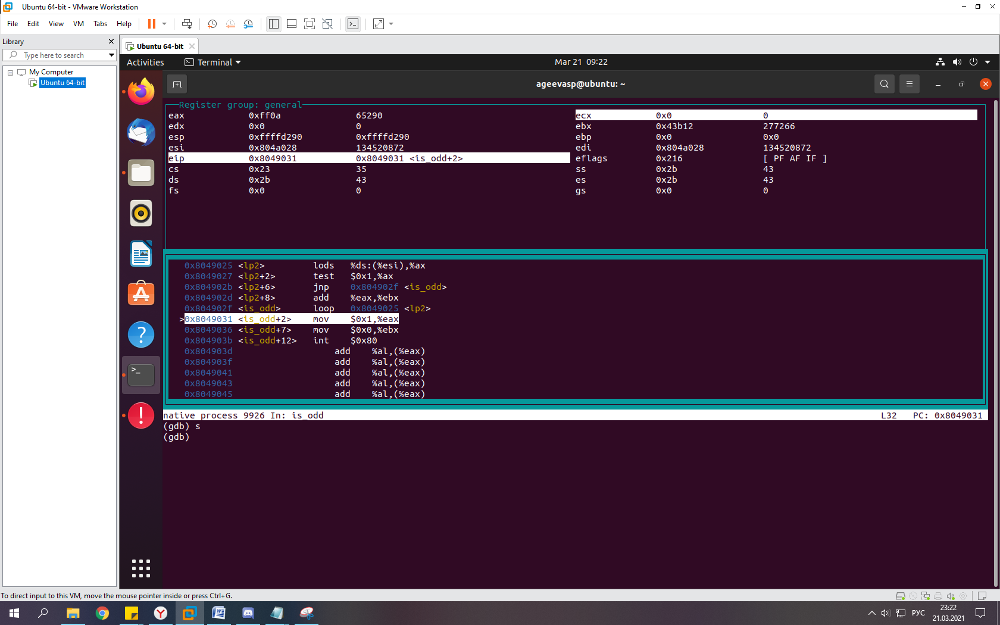 Ubuntu 64-bit - VMware Workstation
File Edit View VM Tabs Help
Library
Type here to search
My Computer
Ubuntu 64-bit
Ubuntu 64-bit
Activities Terminal Mar 21 09:22
ageevasp@ubuntu: ~
Register group: general
eax 0xff0a 65290 ecx 0x0 0
edx 0x0 0 ebx 0x43b12 277266
esp 0xffffd290 0xffffd290 ebp 0x0 0x0
esi 0x804a028 134520872 edi 0x804a028 134520872
eip 0x8049031 0x8049031 <is_odd+2> eflags 0x216 [ PF AF IF ]
cs 0x23 35 ss 0x2b 43
ds 0x2b 43 es 0x2b 43
fs 0x0 0 gs 0x0 0
0x8049025 <lp2> lods %ds:(%esi),%ax
0x8049027 <lp2+2> test $0x1,%ax
0x804902b <lp2+6> jnp 0x804902f <is_odd>
0x804902d <lp2+8> add %eax,%ebx
0x804902f <is_odd> loop 0x8049025 <lp2>
>0x8049031 <is_odd+2> mov $0x1,%eax
0x8049036 <is_odd+7> mov $0x0,%ebx
0x804903b <is_odd+12> int $0x80
0x804903d add %al,(%eax)
0x804903f add %al,(%eax)
0x8049041 add %al,(%eax)
0x8049043 add %al,(%eax)
0x8049045 add %al,(%eax)
native process 9926 In: is_odd L32 PC: 0x8049031
(gdb) s
(gdb)
To direct input to this VM, move the mouse pointer inside or press Ctrl+G.
РУС
23:22
21.03.2021